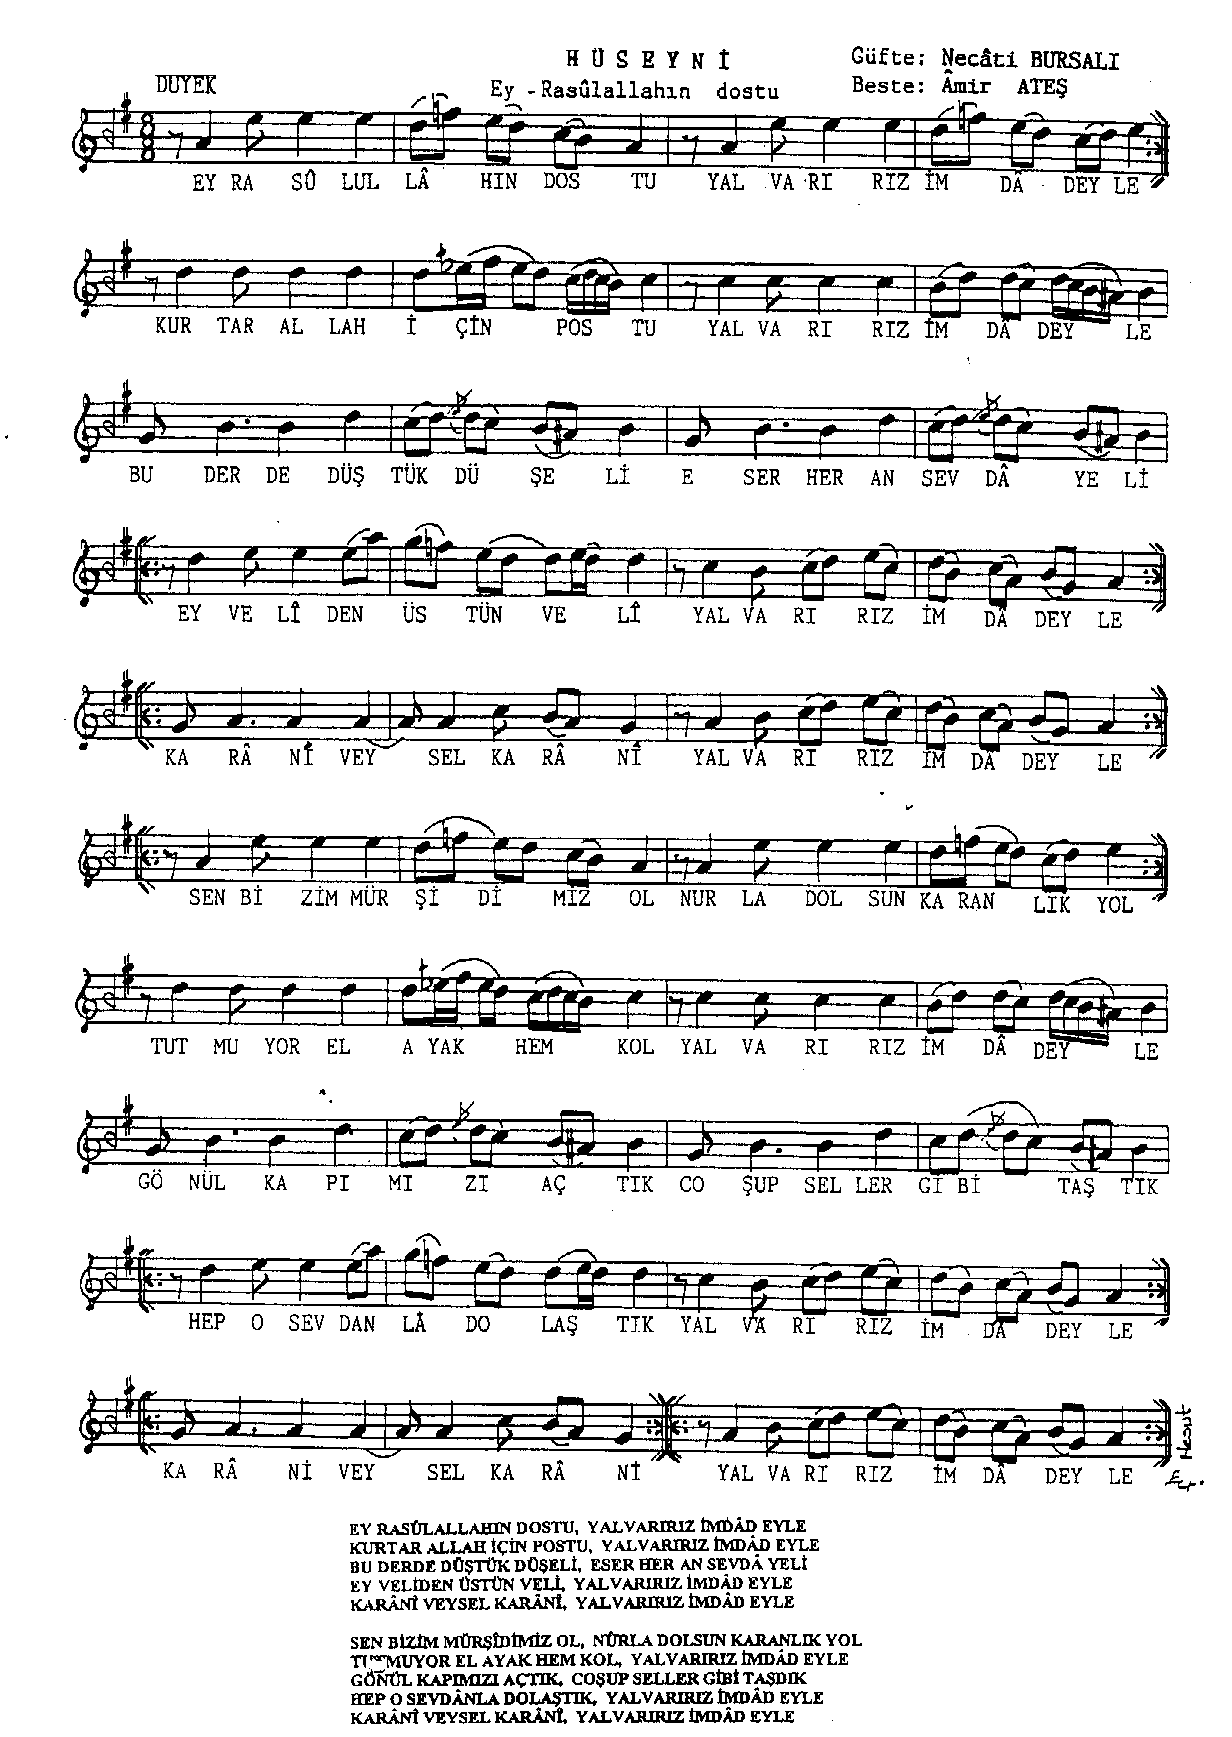 HÜSEYNİ
Güfte: Necâti BURSALI
DUYEK
Ey - Rasûlallahın dostu
Beste: Âmir ATEŞ
EY RA SÛ LUL LÂ HIN DOS TU YAL VA RI RIZ İM DÂ DEY LE
KUR TAR AL LAH İ ÇİN POS TU YAL VA RI RIZ İM DÂ DEY LE
BU DER DE DÜŞ TÜK DÜ ŞE Lİ E SER HER AN SEV DÂ YE Lİ
EY VE Lİ DEN ÜS TÜN VE LÎ YAL VA RI RIZ İM DÂ DEY LE
KA RÂ NÎ VEY SEL KA RÂ NÎ YAL VA RI RIZ İM DÂ DEY LE
SEN Bİ ZİM MÜR Şİ Dİ MİZ OL NUR LA DOL SUN KA RAN LIK YOL
TUT MU YOR EL A YAK HEM KOL YAL VA RI RIZ İM DÂ DEY LE
GÖ NÜL KA PI MI ZI AÇ TIK CO ŞUP SEL LER GI Bİ TAŞ TIK
HEP O SEV DAN LÂ DO LAŞ TIK YAL VA RI RIZ İM DÂ DEY LE
KA RÂ Nİ VEY SEL KA RÂ Nİ YAL VA RI RIZ İM DÂ DEY LE
Mesut
EY RASÛLALLAHIN DOSTU, YALVARIRIZ İMDÂD EYLE
KURTAR ALLAH İÇİN POSTU, YALVARIRIZ İMDÂD EYLE
BU DERDE DÜŞTÜK DÜŞELİ, ESER HER AN SEVDÂ YELİ
EY VELİDEN ÜSTÜN VELİ, YALVARIRIZ İMDÂD EYLE
KARÂNÎ VEYSEL KARÂNÎ, YALVARIRIZ İMDÂD EYLE
SEN BİZİM MÜRŞİDİMİZ OL, NÛRLA DOLSUN KARANLIK YOL
EL AYAK HEM KOL, YALVARIRIZ İMDÂD EYLE
GÖNÜL KAPIMIZI AÇTIK, COŞUP SELLER GİBİ TAŞDIK
HEP O SEVDÂNLA DOLAŞTIK, YALVARIRIZ İMDÂD EYLE
KARÂNÎ VEYSEL KARÂNÎ, YALVARIRIZ İMDÂD EYLE